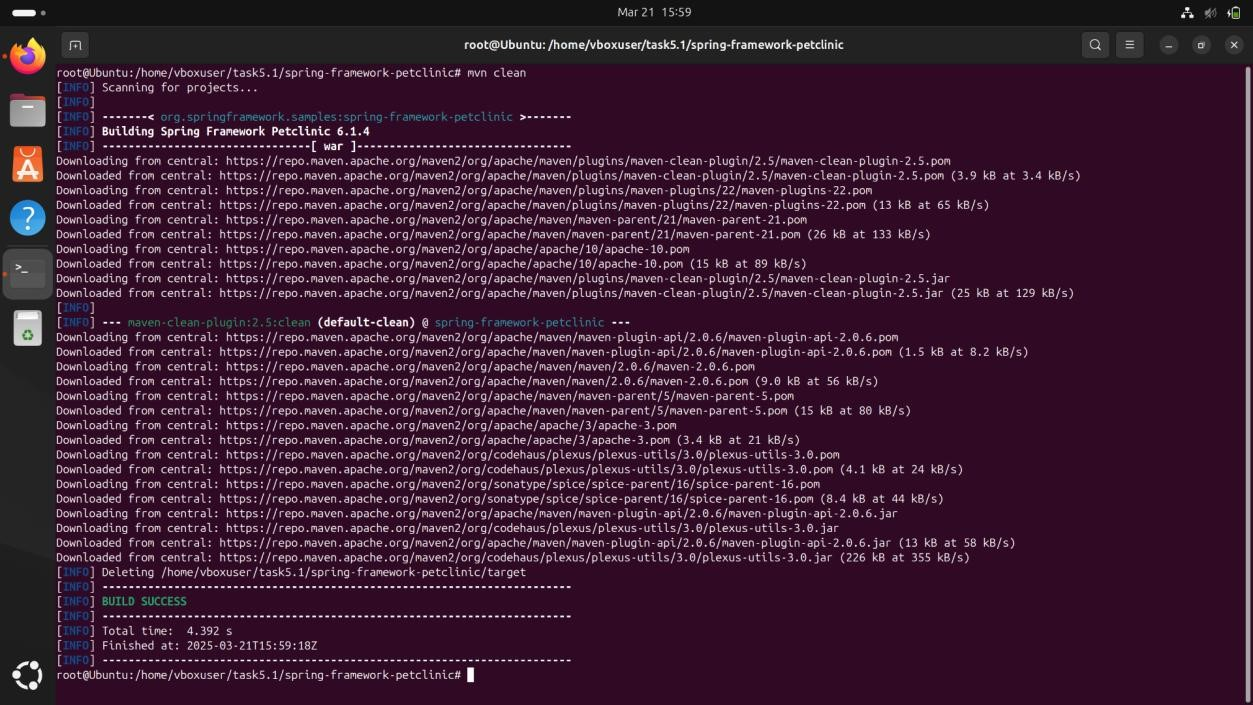 Mar 21 15:59
root@Ubuntu: /home/vboxuser/task5.1/spring-framework-petclinic
root@Ubuntu:/home/vboxuser/task5.1/spring-framework-petclinic# mvn clean
[INFO] Scanning for projects...
[INFO]
[INFO] -------< org.springframework.samples:spring-framework-petclinic >-------
[INFO] Building Spring Framework Petclinic 6.1.4
[INFO] --------------------------------[ war ]---------------------------------
Downloading from central: https://repo.maven.apache.org/maven2/org/apache/maven/plugins/maven-clean-plugin/2.5/maven-clean-plugin-2.5.pom
Downloaded from central: https://repo.maven.apache.org/maven2/org/apache/maven/plugins/maven-clean-plugin/2.5/maven-clean-plugin-2.5.pom (3.9 kB at 3.4 kB/s)
Downloading from central: https://repo.maven.apache.org/maven2/org/apache/maven/plugins/maven-plugins/22/maven-plugins-22.pom
Downloaded from central: https://repo.maven.apache.org/maven2/org/apache/maven/plugins/maven-plugins/22/maven-plugins-22.pom (13 kB at 65 kB/s)
Downloading from central: https://repo.maven.apache.org/maven2/org/apache/maven/maven-parent/21/maven-parent-21.pom
Downloaded from central: https://repo.maven.apache.org/maven2/org/apache/maven/maven-parent/21/maven-parent-21.pom (26 kB at 133 kB/s)
Downloading from central: https://repo.maven.apache.org/maven2/org/apache/apache/10/apache-10.pom
Downloaded from central: https://repo.maven.apache.org/maven2/org/apache/apache/10/apache-10.pom (15 kB at 89 kB/s)
Downloading from central: https://repo.maven.apache.org/maven2/org/apache/maven/plugins/maven-clean-plugin/2.5/maven-clean-plugin-2.5.jar
Downloaded from central: https://repo.maven.apache.org/maven2/org/apache/maven/plugins/maven-clean-plugin/2.5/maven-clean-plugin-2.5.jar (25 kB at 129 kB/s)
[INFO]
[INFO] --- maven-clean-plugin:2.5:clean (default-clean) @ spring-framework-petclinic ---
Downloading from central: https://repo.maven.apache.org/maven2/org/apache/maven/maven-plugin-api/2.0.6/maven-plugin-api-2.0.6.pom
Downloaded from central: https://repo.maven.apache.org/maven2/org/apache/maven/maven-plugin-api/2.0.6/maven-plugin-api-2.0.6.pom (1.5 kB at 8.2 kB/s)
Downloading from central: https://repo.maven.apache.org/maven2/org/apache/maven/maven/2.0.6/maven-2.0.6.pom
Downloaded from central: https://repo.maven.apache.org/maven2/org/apache/maven/maven/2.0.6/maven-2.0.6.pom (9.0 kB at 56 kB/s)
Downloading from central: https://repo.maven.apache.org/maven2/org/apache/maven/maven-parent/5/maven-parent-5.pom
Downloaded from central: https://repo.maven.apache.org/maven2/org/apache/maven/maven-parent/5/maven-parent-5.pom (15 kB at 80 kB/s)
Downloading from central: https://repo.maven.apache.org/maven2/org/apache/apache/3/apache-3.pom
Downloaded from central: https://repo.maven.apache.org/maven2/org/apache/apache/3/apache-3.pom (3.4 kB at 21 kB/s)
Downloading from central: https://repo.maven.apache.org/maven2/org/codehaus/plexus/plexus-utils/3.0/plexus-utils-3.0.pom
Downloaded from central: https://repo.maven.apache.org/maven2/org/codehaus/plexus/plexus-utils/3.0/plexus-utils-3.0.pom (4.1 kB at 24 kB/s)
Downloading from central: https://repo.maven.apache.org/maven2/org/sonatype/spice/spice-parent/16/spice-parent-16.pom
Downloaded from central: https://repo.maven.apache.org/maven2/org/sonatype/spice/spice-parent/16/spice-parent-16.pom (8.4 kB at 44 kB/s)
Downloading from central: https://repo.maven.apache.org/maven2/org/apache/maven/maven-plugin-api/2.0.6/maven-plugin-api-2.0.6.jar
Downloading from central: https://repo.maven.apache.org/maven2/org/codehaus/plexus/plexus-utils/3.0/plexus-utils-3.0.jar
Downloaded from central: https://repo.maven.apache.org/maven2/org/apache/maven/maven-plugin-api/2.0.6/maven-plugin-api-2.0.6.jar (13 kB at 58 kB/s)
Downloaded from central: https://repo.maven.apache.org/maven2/org/codehaus/plexus/plexus-utils/3.0/plexus-utils-3.0.jar (226 kB at 355 kB/s)
[INFO] Deleting /home/vboxuser/task5.1/spring-framework-petclinic/target
[INFO] ------------------------------------------------------------------------
[INFO] BUILD SUCCESS
[INFO] ------------------------------------------------------------------------
[INFO] Total time:  4.392 s
[INFO] Finished at: 2025-03-21T15:59:18Z
[INFO] ------------------------------------------------------------------------
root@Ubuntu:/home/vboxuser/task5.1/spring-framework-petclinic#